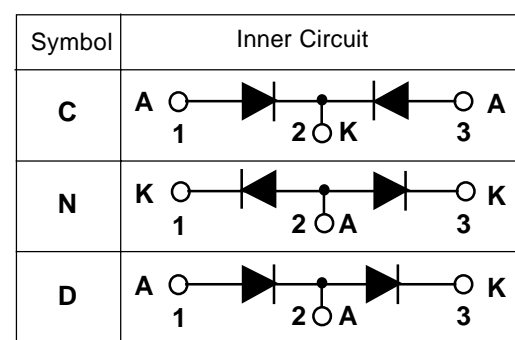 Symbol Inner Circuit
C A K A
1 2 3
N K A K
1 2 3
D A A K
1 2 3